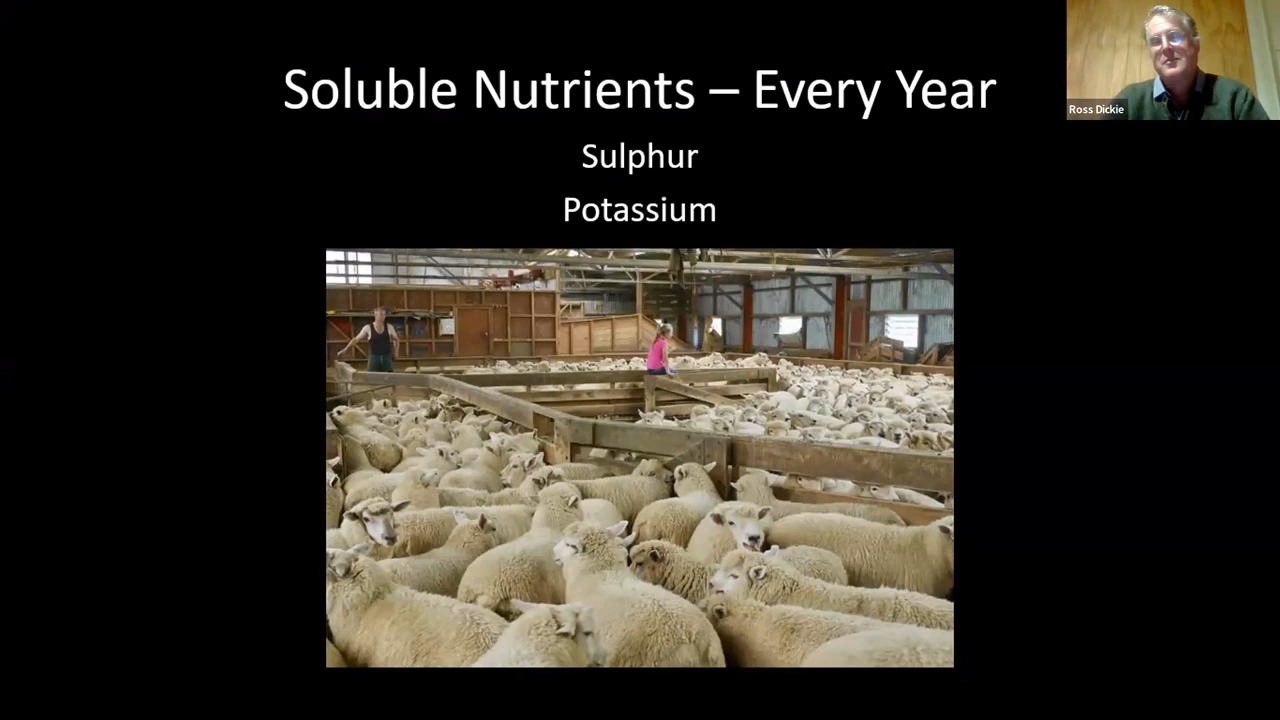 Soluble Nutrients – Every Year
Sulphur
Potassium
Ross Dickie